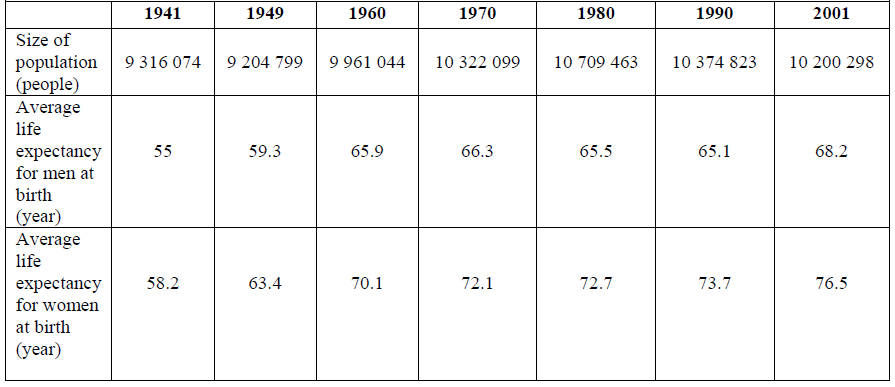 1941 1949 1960 1970 1980 1990 2001
Size of
population
(people)
9 316 074 9 204 799 9 961 044 10 322 099 10 709 463 10 374 823 10 200 298
Average
life
expectancy
for men at
birth
(year)
55 59.3 65.9 66.3 65.5 65.1 68.2
Average
life
expectancy
for women
at birth
(year)
58.2 63.4 70.1 72.1 72.7 73.7 76.5